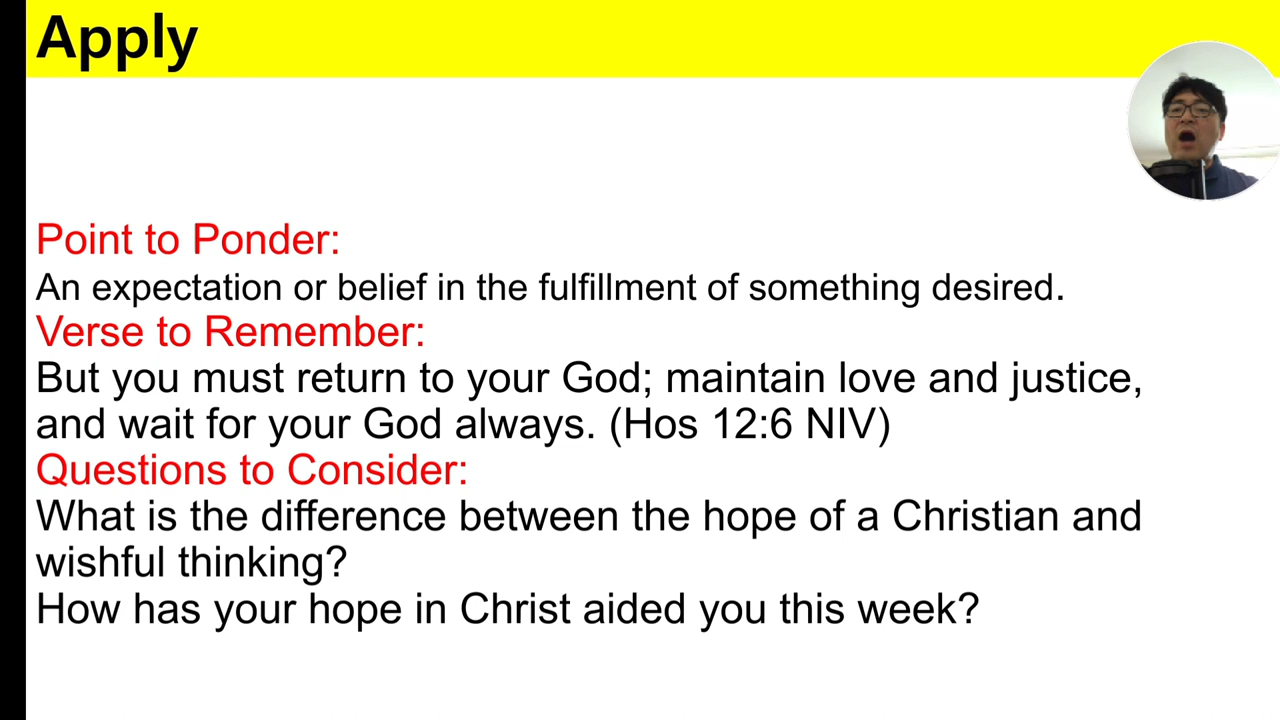 Apply
Point to Ponder:
An expectation or belief in the fulfillment of something desired.
Verse to Remember:
But you must return to your God; maintain love and justice,
and wait for your God always. (Hos 12:6 NIV)
Questions to Consider:
What is the difference between the hope of a Christian and
wishful thinking?
How has your hope in Christ aided you this week?